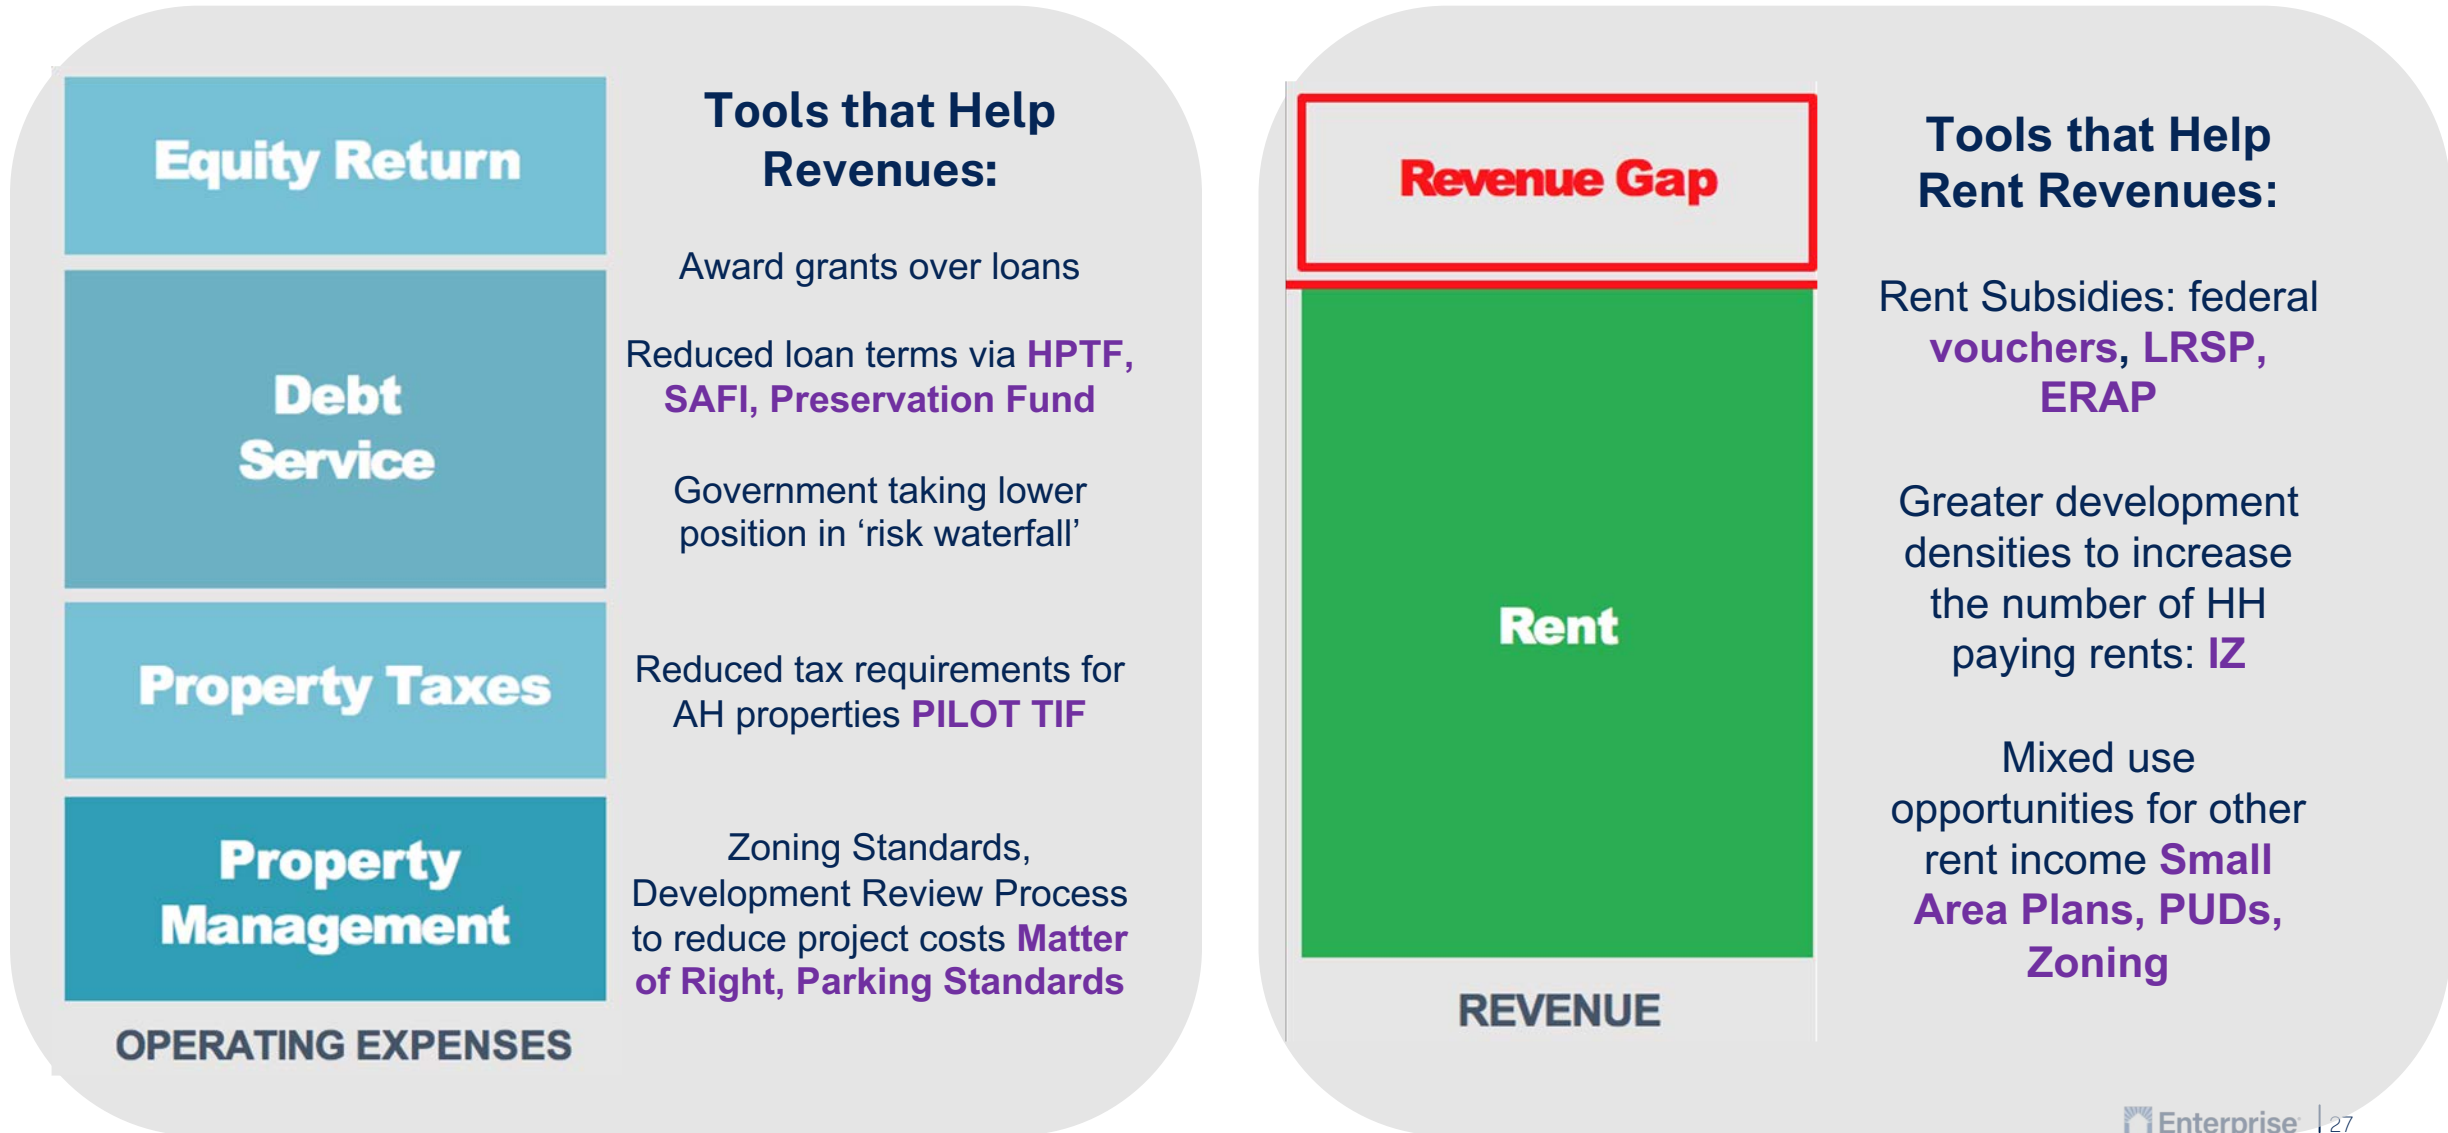 Equity Return
Debt
Service
Property Taxes
Property
Management
OPERATING EXPENSES
Tools that Help
Revenues:
Award grants over loans
Reduced loan terms via HPTF,
SAFI, Preservation Fund
Government taking lower
position in ‘risk waterfall’
Reduced tax requirements for
AH properties PILOT TIF
Zoning Standards,
Development Review Process
to reduce project costs Matter
of Right, Parking Standards
Revenue Gap
Rent
REVENUE
Tools that Help
Rent Revenues:
Rent Subsidies: federal
vouchers, LRSP,
ERAP
Greater development
densities to increase
the number of HH
paying rents: IZ
Mixed use
opportunities for other
rent income Small
Area Plans, PUDs,
Zoning
Enterprise
27